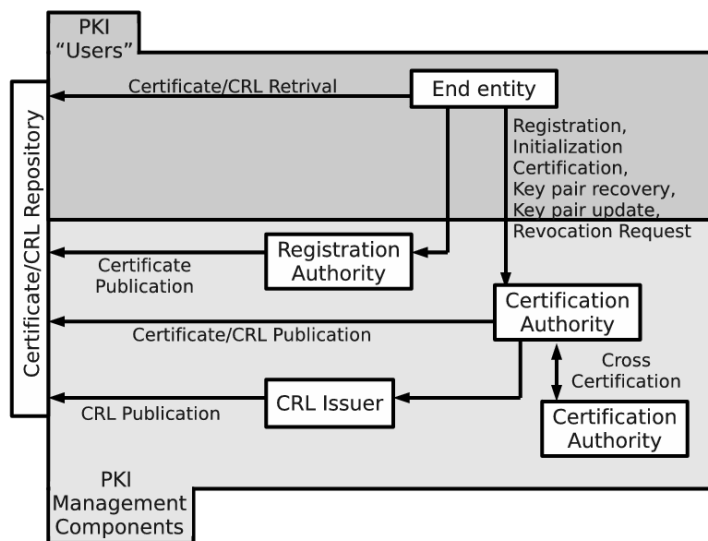 PKI
“Users”
Certificate/CRL Retrival
End entity
Registration,
Initialization
Certification,
Key pair recovery,
Key pair update,
Revocation Request
Certificate/CRL Repository
Registration
Authority
Certificate
Publication
Certification
Authority
Certificate/CRL Publication
Cross
Certification
CRL Issuer
CRL Publication
Certification
Authority
PKI
Management
Components